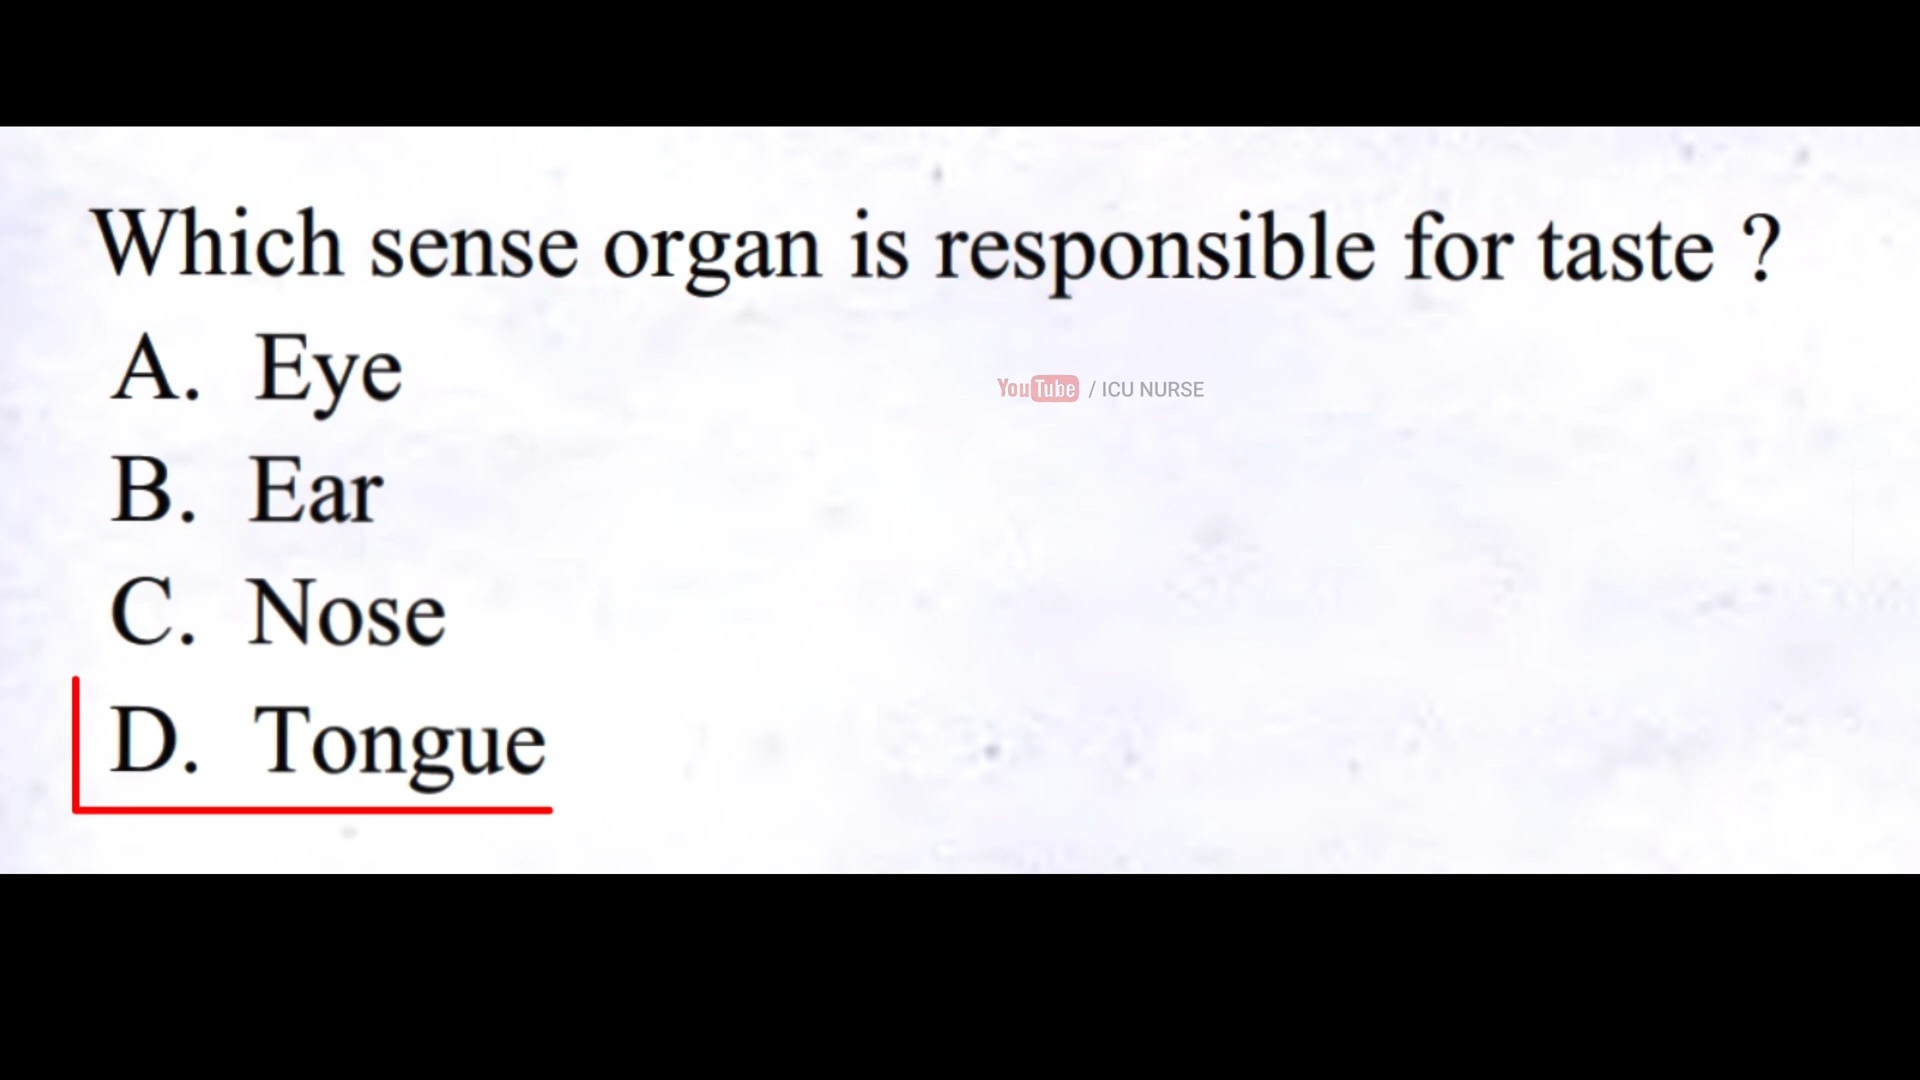 Which sense organ is responsible for taste ?
A. Eye
YouTube / ICU NURSE
B. Ear
C. Nose
D. Tongue